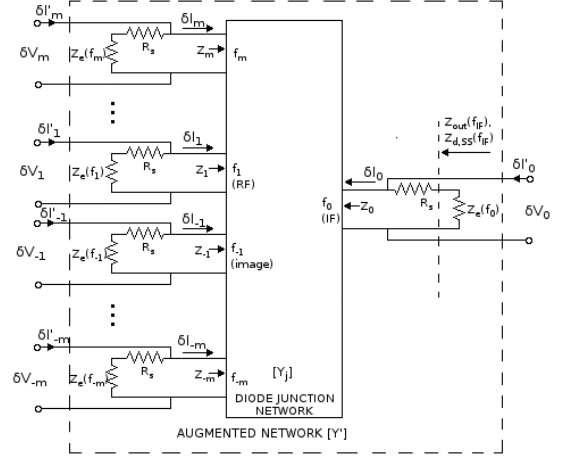 δI'm δIm
δVm Ze(fm) Rs Zm fm
δI'1 δI1
δV1 Ze(f1) Rs Z1 f1
(RF)
δI'-1 δI-1
δV-1 Ze(f-1) Rs Z-1 f-1
(image)
δI'-m δI-m
δV-m Ze(f-m) Rs Z-m f-m
Zout(fIF),
Zd,SS(fIF)
δI0 δI'0
f0 Z0 Rs Ze(f0) δV0
(IF)
[Yj]
DIODE JUNCTION
NETWORK
AUGMENTED NETWORK [Y']